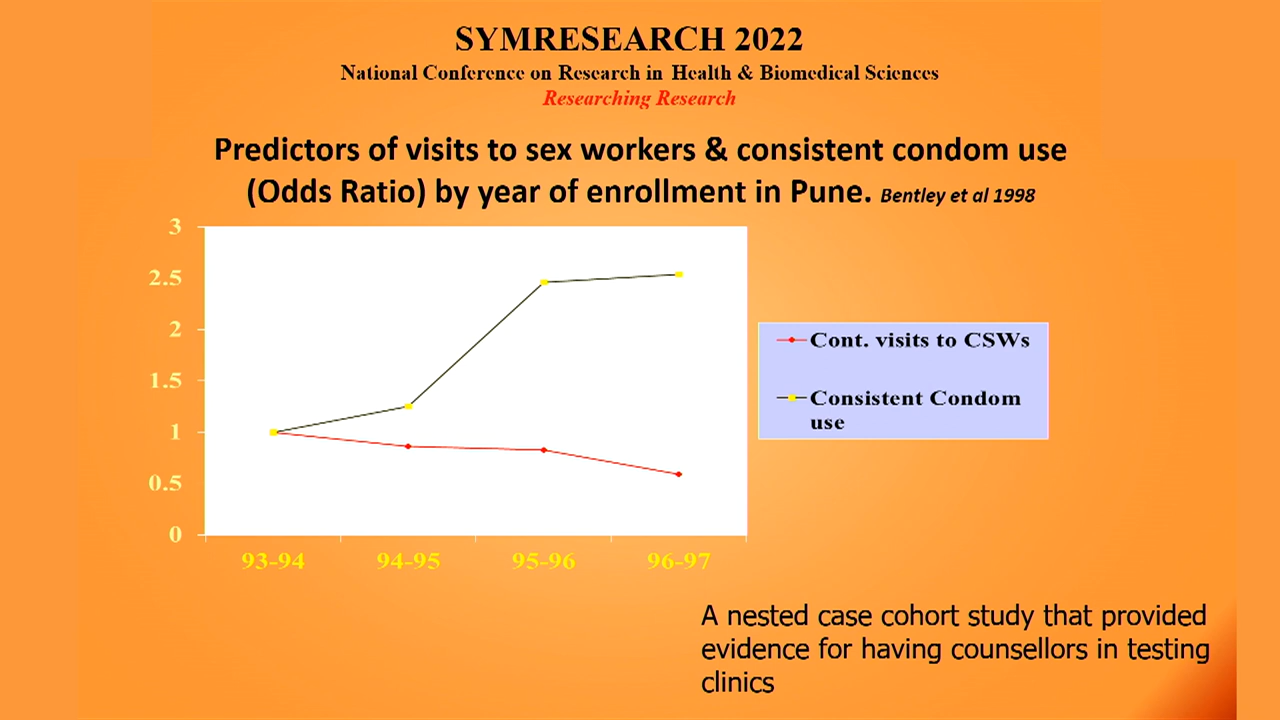 SYMRESEARCH 2022
National Conference on Research in Health & Biomedical Sciences
Researching Research
Predictors of visits to sex workers & consistent condom use
(Odds Ratio) by year of enrollment in Pune. Bentley et al 1998
3
2.5
2
1.5
1
0.5
0
93-94 94-95 95-96 96-97
Cont. visits to CSWs
Consistent Condom
use
A nested case cohort study that provided
evidence for having counsellors in testing
clinics